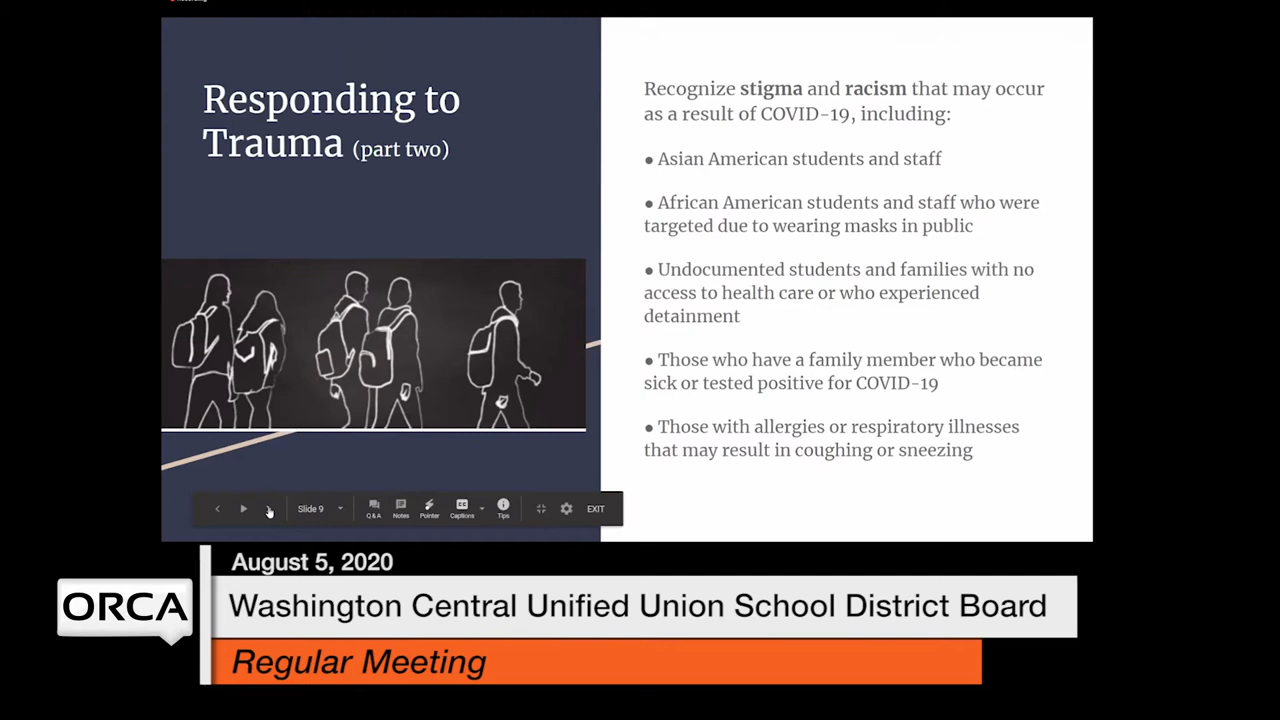 Responding to
Trauma (part two)
Recognize stigma and racism that may occur
as a result of COVID-19, including:
● Asian American students and staff
● African American students and staff who were
targeted due to wearing masks in public
● Undocumented students and families with no
access to health care or who experienced
detainment
● Those who have a family member who became
sick or tested positive for COVID-19
● Those with allergies or respiratory illnesses
that may result in coughing or sneezing
Slide 9
Q & A
Notes
Pointer
CC
Captions
Tips
EXIT
August 5, 2020
ORCA
Washington Central Unified Union School District Board
Regular Meeting